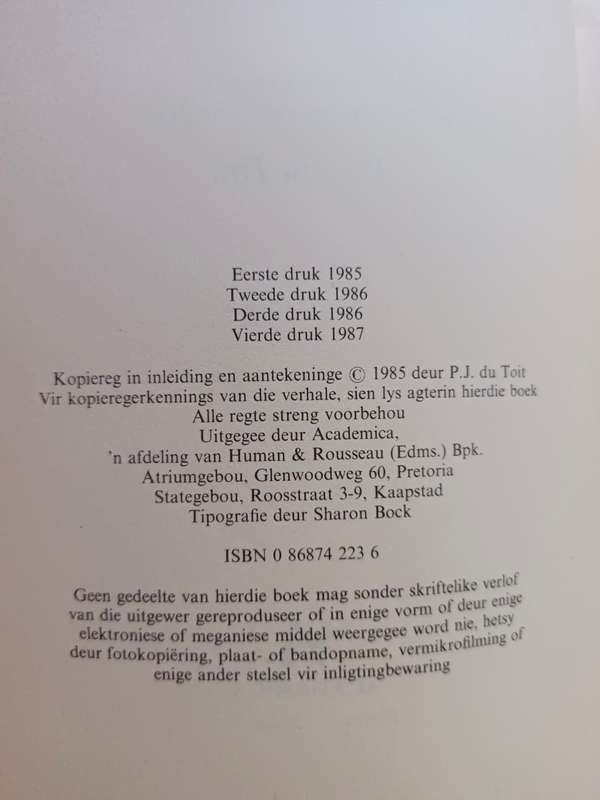 Eerste druk 1985
Tweede druk 1986
Derde druk 1986
Vierde druk 1987
Kopiereg in inleiding en aantekeninge © 1985 deur P.J. du Toit
Vir kopieregerkennings van die verhale, sien lys agterin hierdie boek
Alle regte streng voorbehou
Uitgegee deur Academica,
'n afdeling van Human & Rousseau (Edms.) Bpk.
Atriumgebou, Glenwoodweg 60, Pretoria
Stategebou, Roosstraat 3-9, Kaapstad
Tipografie deur Sharon Bock
ISBN 0 86874 223 6
Geen gedeelte van hierdie boek mag sonder skriftelike verlof
van die uitgewer gereproduseer of in enige vorm of deur enige
elektroniese of meganiese middel weergegee word nie, hetsy
deur fotokopiëring, plaat- of bandopname, vermikrofilming of
enige ander stelsel vir inligtingbewaring